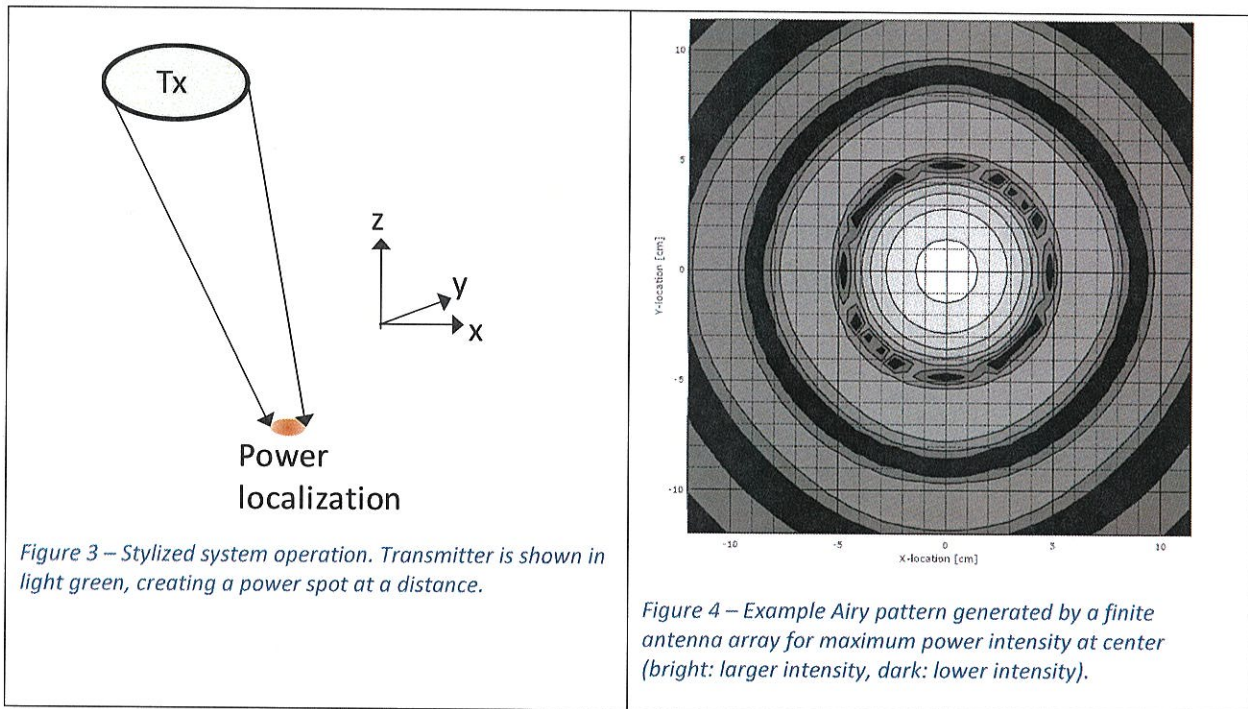 Tx
z
y
x
Power
localization
Figure 3 – Stylized system operation. Transmitter is shown in
light green, creating a power spot at a distance.
10
5
0
-5
-10
Y-location [cm]
-10
-5
0
5
10
X-location [cm]
Figure 4 – Example Airy pattern generated by a finite
antenna array for maximum power intensity at center
(bright: larger intensity, dark: lower intensity).